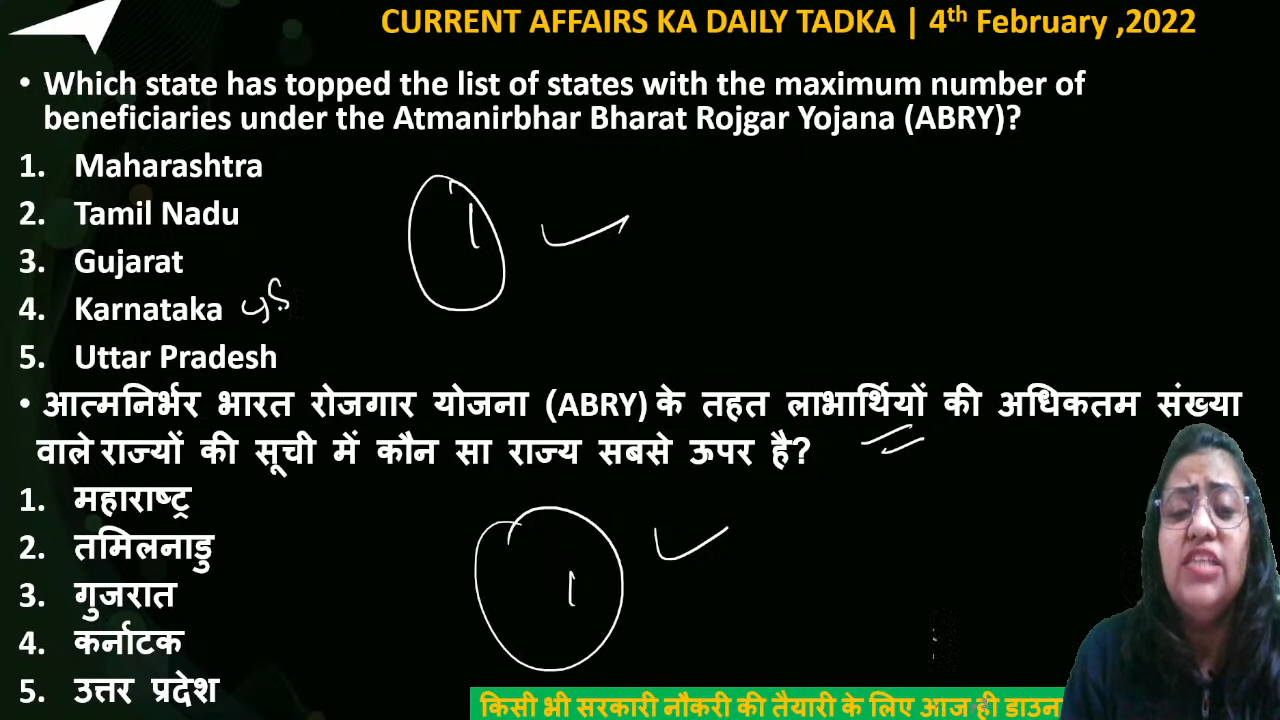 CURRENT AFFAIRS KA DAILY TADKA | 4th February ,2022
• Which state has topped the list of states with the maximum number of
beneficiaries under the Atmanirbhar Bharat Rojgar Yojana (ABRY)?
1. Maharashtra
2. Tamil Nadu
3. Gujarat
4. Karnataka
5. Uttar Pradesh
1
• आत्मनिर्भर भारत रोजगार योजना (ABRY) के तहत लाभार्थियों की अधिकतम संख्या
वाले राज्यों की सूची में कौन सा राज्य सबसे ऊपर है?
1. महाराष्ट्र
2. तमिलनाडु
3. गुजरात
4. कर्नाटक
5. उत्तर प्रदेश
1
किसी भी सरकारी नौकरी की तैयारी के लिए आज ही